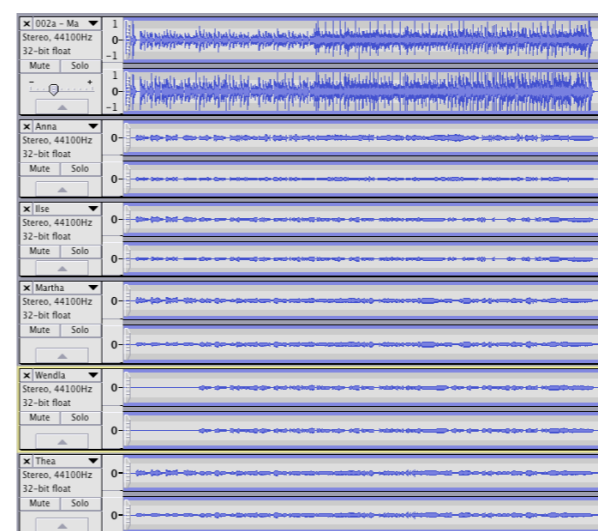 × 002a - Ma ▼ 1
Stereo, 44100Hz 0-
32-bit float
-1
Mute Solo
1
- +
0-
-1
× Anna ▼
Stereo, 44100Hz 0-
32-bit float
Mute Solo
0-
× Ilse ▼
Stereo, 44100Hz 0-
32-bit float
Mute Solo
0-
× Martha ▼
Stereo, 44100Hz 0-
32-bit float
Mute Solo
0-
× Wendla ▼
Stereo, 44100Hz 0-
32-bit float
Mute Solo
0-
× Thea ▼
Stereo, 44100Hz 0-
32-bit float
Mute Solo
0-